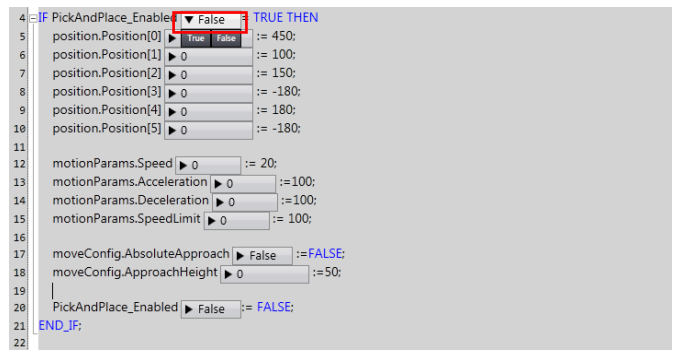 4 IF PickAndPlace_Enabled ▼ False = TRUE THEN
5 position.Position[0] ▶ True False := 450;
6 position.Position[1] ▶ 0 := 100;
7 position.Position[2] ▶ 0 := 150;
8 position.Position[3] ▶ 0 := -180;
9 position.Position[4] ▶ 0 := 180;
10 position.Position[5] ▶ 0 := -180;
11
12 motionParams.Speed ▶ 0 := 20;
13 motionParams.Acceleration ▶ 0 :=100;
14 motionParams.Deceleration ▶ 0 :=100;
15 motionParams.SpeedLimit ▶ 0 := 100;
16
17 moveConfig.AbsoluteApproach ▶ False :=FALSE;
18 moveConfig.ApproachHeight ▶ 0 :=50;
19
20 PickAndPlace_Enabled ▶ False := FALSE;
21 END_IF;
22